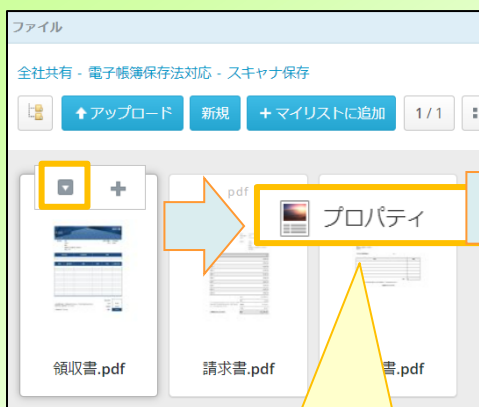 ファイル
全社共有 - 電子帳簿保存法対応 - スキャナ保存
アップロード 新規 + マイリストに追加 1 / 1
pdf
プロパティ
領収書.pdf 請求書.pdf 書.pdf